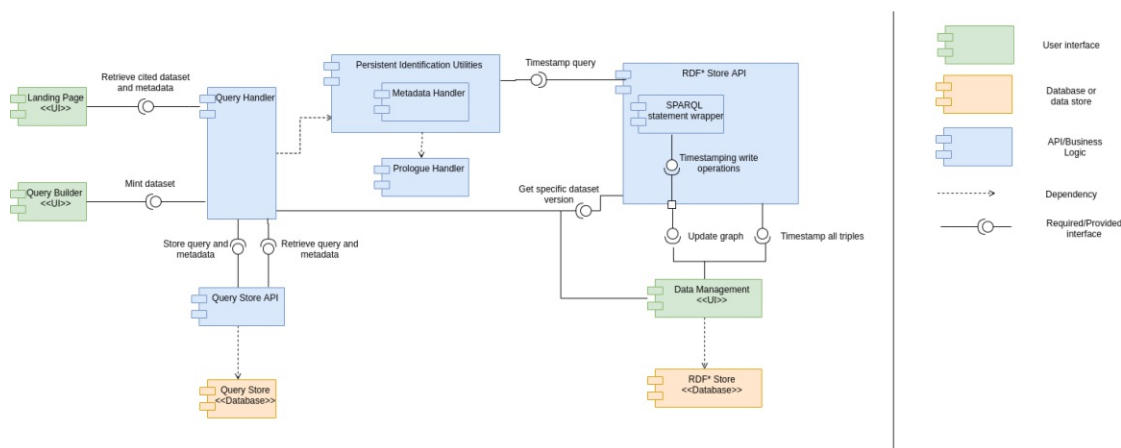 Landing Page
<<UI>>
Retrieve cited dataset
and metadata
Query Handler
Query Builder
<<UI>>
Mint dataset
Persistent Identification Utilities
Metadata Handler
Prologue Handler
Timestamp query
RDF* Store API
SPARQL
statement wrapper
Timestamping write
operations
Get specific dataset
version
Store query and
metadata
Retrieve query and
metadata
Update graph
Timestamp all triples
Query Store API
Data Management
<<UI>>
Query Store
<<Database>>
RDF* Store
<<Database>>
User interface
Database or
data store
API/Business
Logic
Dependency
Required/Provided
interface